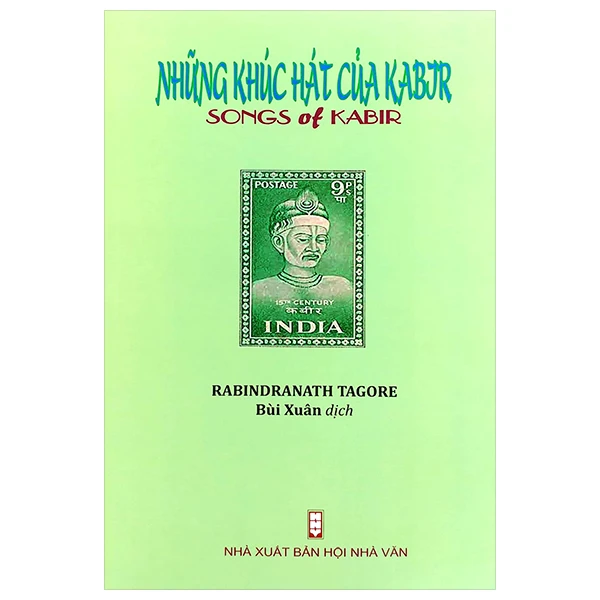 NHỮNG KHÚC HÁT CỦA KABIR
SONGS of KABIR
POSTAGE 9 Ps
पा
15TH CENTURY
कबीर
INDIA
RABINDRANATH TAGORE
Bùi Xuân dịch
NHÀ XUẤT BẢN HỘI NHÀ VĂN